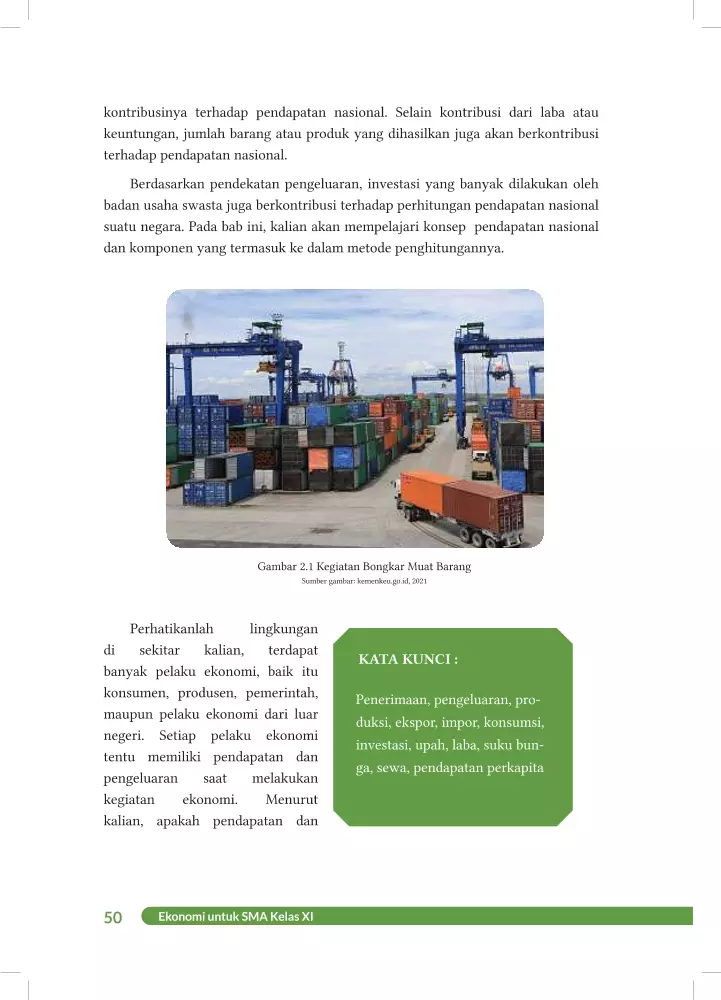 kontribusinya terhadap pendapatan nasional. Selain kontribusi dari laba atau
keuntungan, jumlah barang atau produk yang dihasilkan juga akan berkontribusi
terhadap pendapatan nasional.
Berdasarkan pendekatan pengeluaran, investasi yang banyak dilakukan oleh
badan usaha swasta juga berkontribusi terhadap perhitungan pendapatan nasional
suatu negara. Pada bab ini, kalian akan mempelajari konsep pendapatan nasional
dan komponen yang termasuk ke dalam metode penghitungannya.
Gambar 2.1 Kegiatan Bongkar Muat Barang
Sumber gambar: kemenkeu.go.id, 2021
Perhatikanlah lingkungan
di sekitar kalian, terdapat
banyak pelaku ekonomi, baik itu
konsumen, produsen, pemerintah,
maupun pelaku ekonomi dari luar
negeri. Setiap pelaku ekonomi
tentu memiliki pendapatan dan
pengeluaran saat melakukan
kegiatan ekonomi. Menurut
kalian, apakah pendapatan dan
KATA KUNCI :
Penerimaan, pengeluaran, pro-
duksi, ekspor, impor, konsumsi,
investasi, upah, laba, suku bun-
ga, sewa, pendapatan perkapita
50
Ekonomi untuk SMA Kelas XI